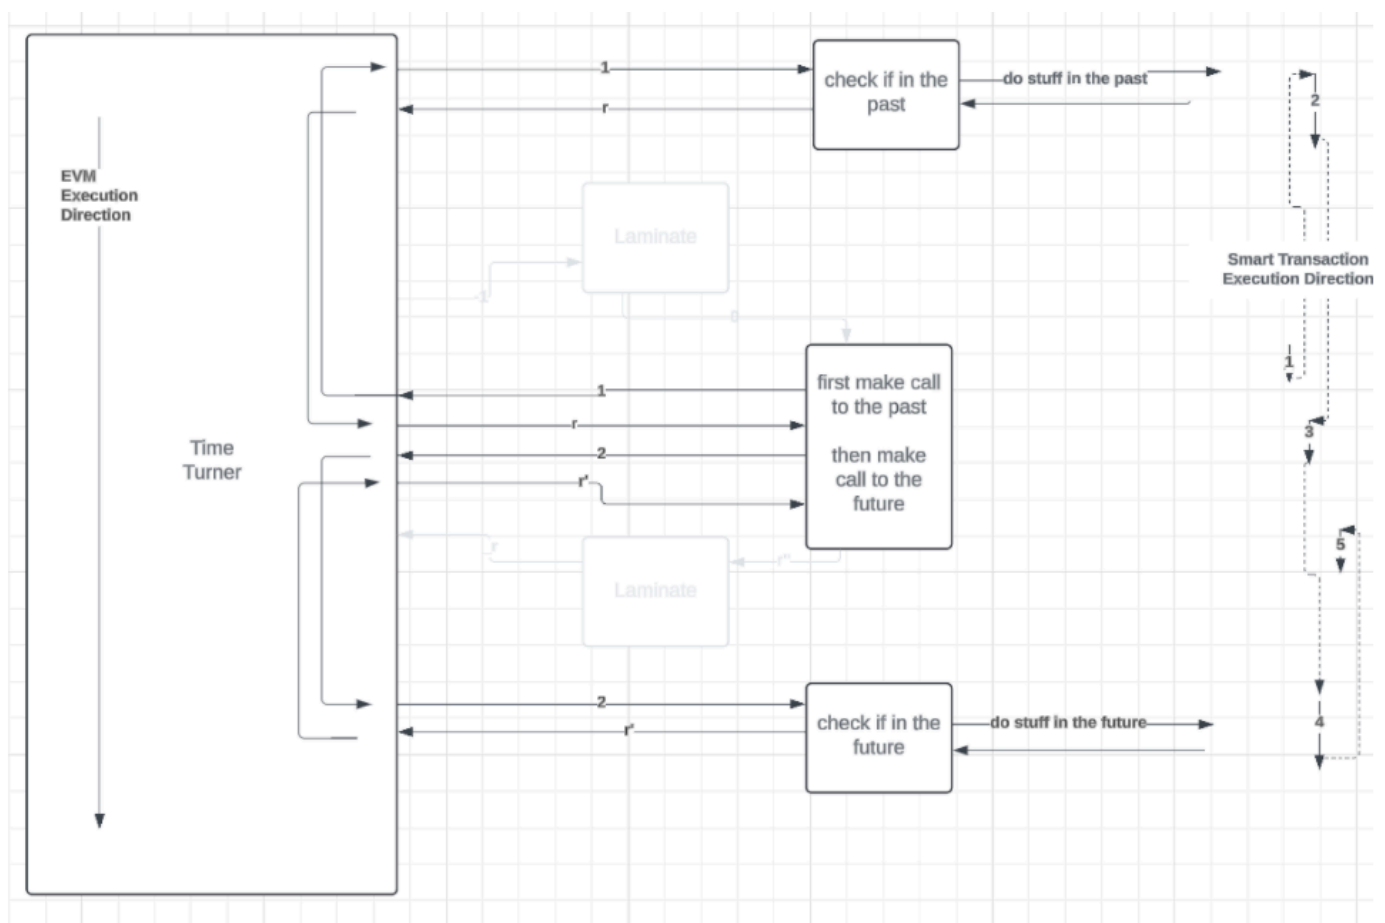 1
check if in the
past
do stuff in the past
r
2
EVM
Execution
Direction
Laminate
Smart Transaction
Execution Direction
-1
0
1
first make call
to the past
then make
call to the
future
1
r
2
r'
3
Time
Turner
r
r"
5
Laminate
2
check if in the
future
do stuff in the future
r'
4